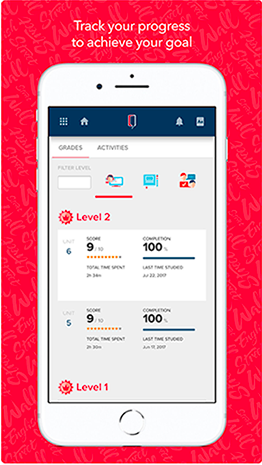 Track your progress
to achieve your goal
GRADES ACTIVITIES
FILTER LEVEL
Level 2
UNIT
6
SCORE
9 / 10
COMPLETION
100 %
TOTAL TIME SPENT
2h 34m
LAST TIME STUDIED
Jul 22, 2017
UNIT
5
SCORE
9 / 10
COMPLETION
100 %
TOTAL TIME SPENT
2h 30m
LAST TIME STUDIED
Jun 17, 2017
Level 1